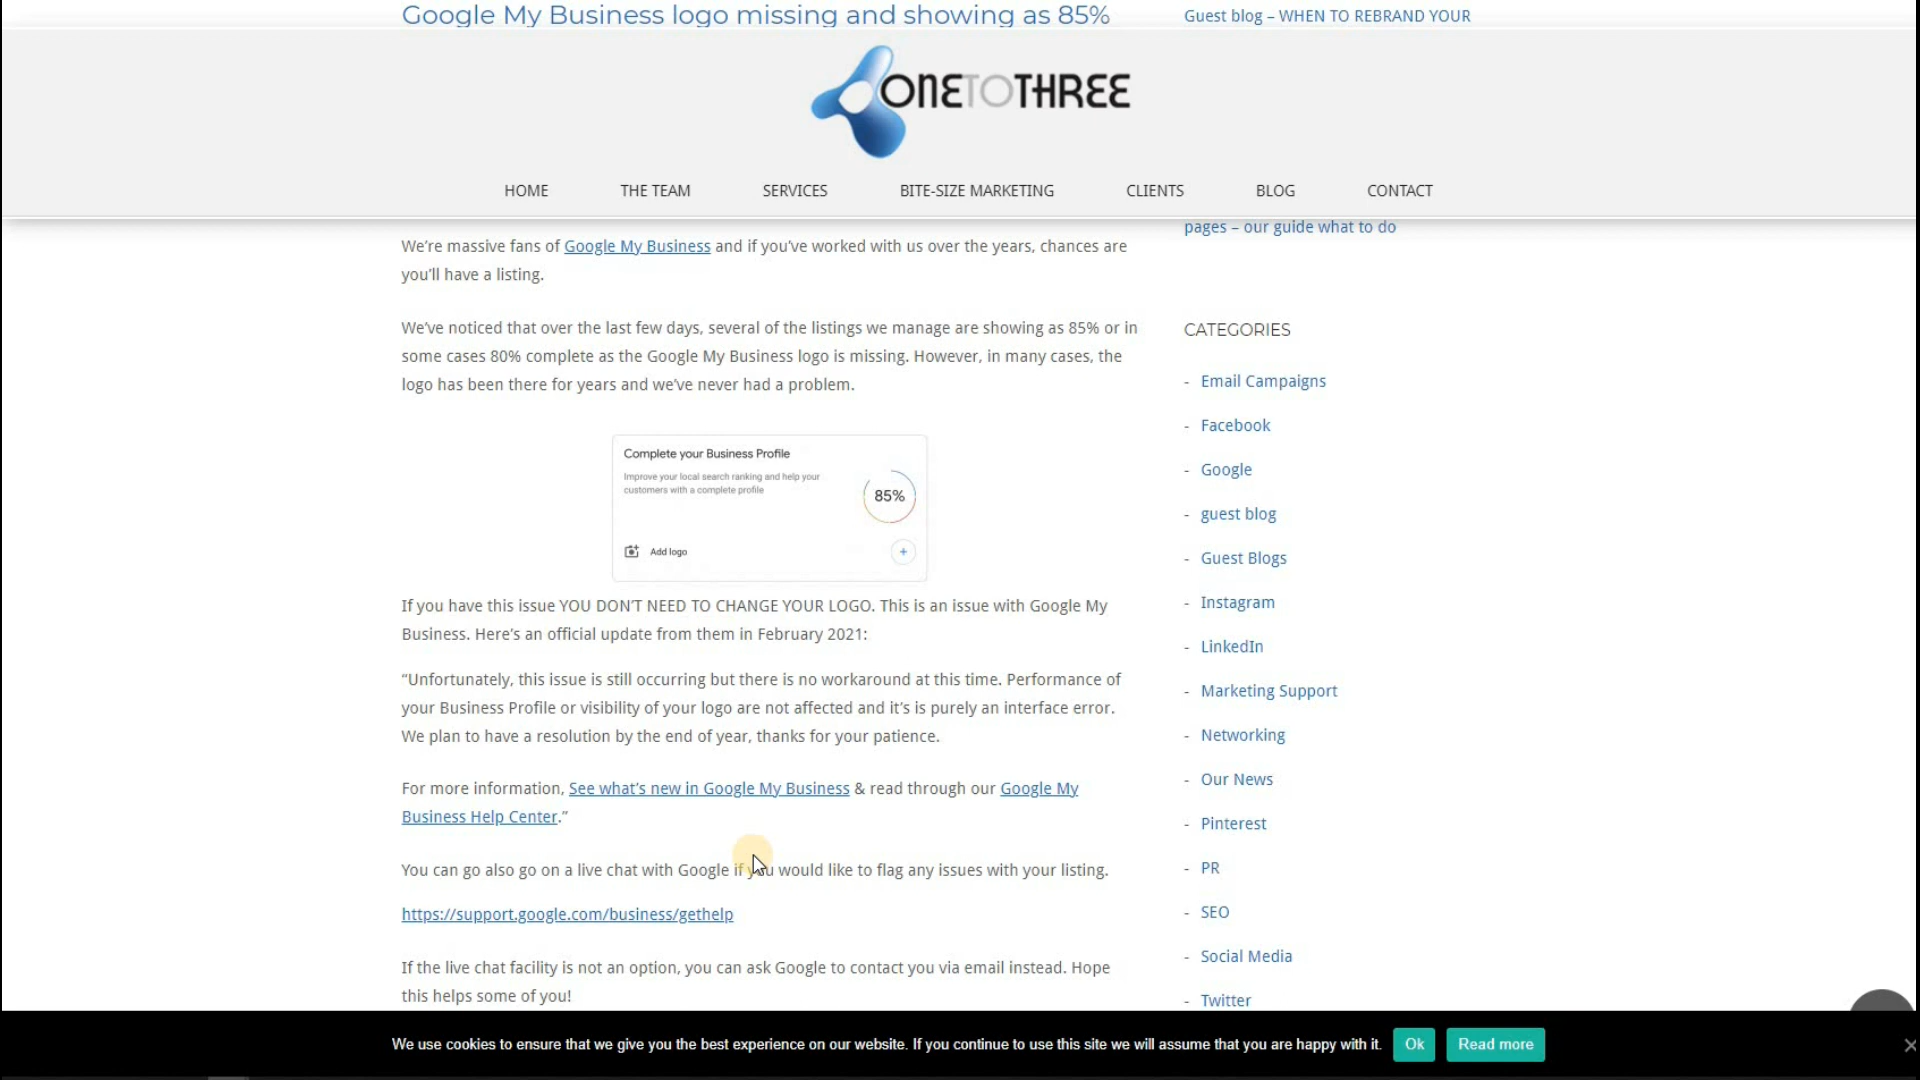 Google My Business logo missing and showing as 85%
Guest blog – WHEN TO REBRAND YOUR
ONETOTHREE
HOME
THE TEAM
SERVICES
BITE-SIZE MARKETING
CLIENTS
BLOG
CONTACT
We’re massive fans of Google My Business and if you’ve worked with us over the years, chances are
you’ll have a listing.
We’ve noticed that over the last few days, several of the listings we manage are showing as 85% or in
some cases 80% complete as the Google My Business logo is missing. However, in many cases, the
logo has been there for years and we’ve never had a problem.
Complete your Business Profile
Improve your local search ranking and help your
customers with a complete profile
85%
Add logo
If you have this issue YOU DON’T NEED TO CHANGE YOUR LOGO. This is an issue with Google My
Business. Here’s an official update from them in February 2021:
“Unfortunately, this issue is still occurring but there is no workaround at this time. Performance of
your Business Profile or visibility of your logo are not affected and it’s is purely an interface error.
We plan to have a resolution by the end of year, thanks for your patience.
For more information, See what’s new in Google My Business & read through our Google My
Business Help Center.”
You can go also go on a live chat with Google if you would like to flag any issues with your listing.
https://support.google.com/business/gethelp
If the live chat facility is not an option, you can ask Google to contact you via email instead. Hope
this helps some of you!
pages – our guide what to do
CATEGORIES
- Email Campaigns
- Facebook
- Google
- guest blog
- Guest Blogs
- Instagram
- LinkedIn
- Marketing Support
- Networking
- Our News
- Pinterest
- PR
- SEO
- Social Media
- Twitter
We use cookies to ensure that we give you the best experience on our website. If you continue to use this site we will assume that you are happy with it.
Ok
Read more